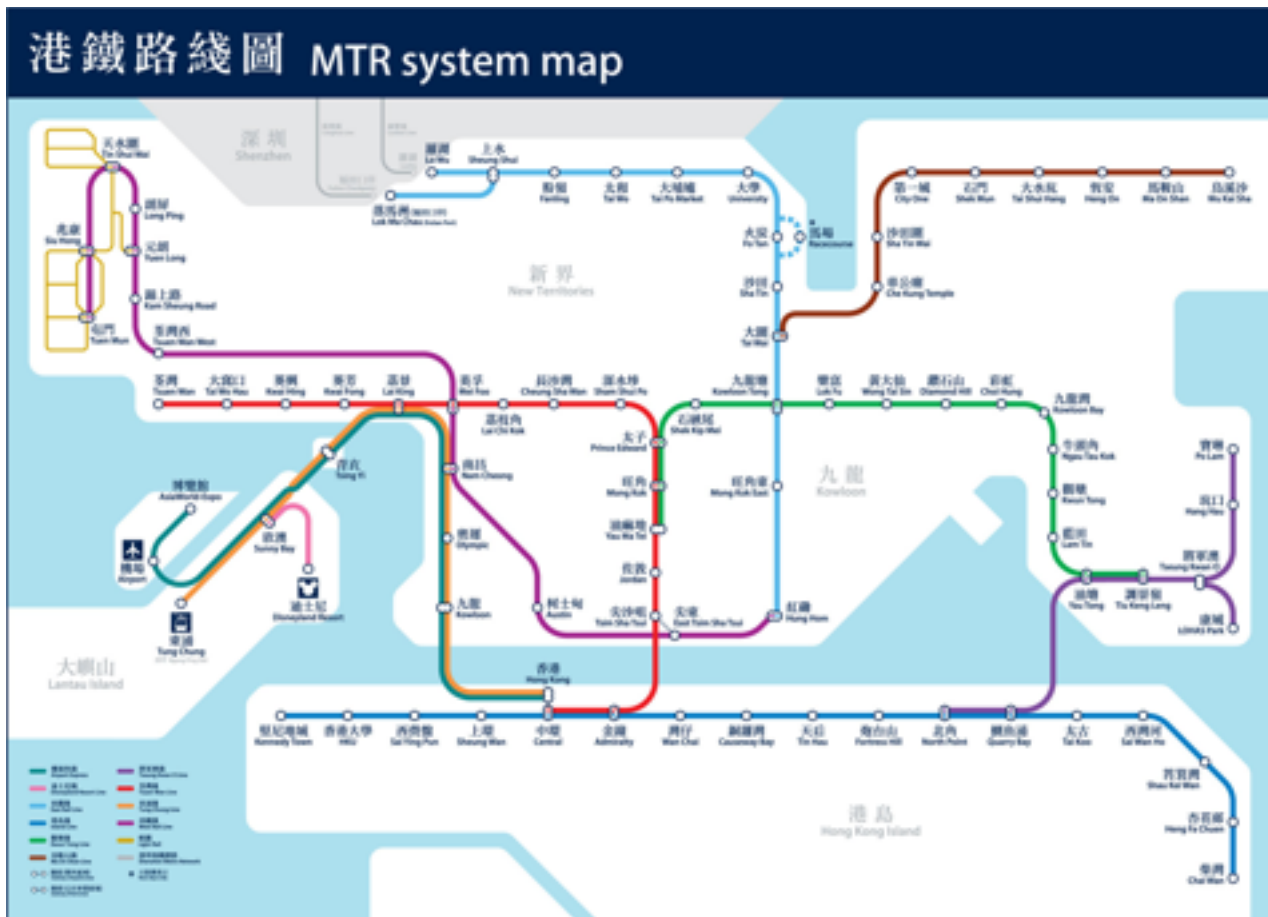 港鐵路綫圖 MTR system map
深圳
Shenzhen
天水圍
Tin Shui Wai
朗屏
Long Ping
兆康
Siu Hong
元朗
Yuen Long
錦上路
Kam Sheung Road
屯門
Tuen Mun
荃灣西
Tsuen Wan West
羅湖
Lo Wu
上水
Sheung Shui
落馬洲
Lok Ma Chau
粉嶺
Fanling
太和
Tai Wo
大埔墟
Tai Po Market
大學
University
火炭
Fo Tan
馬場
Racecourse
沙田
Sha Tin
大圍
Tai Wai
第一城
City One
石門
Shek Mun
大水坑
Tai Shui Hang
恆安
Heng On
馬鞍山
Ma On Shan
烏溪沙
Wu Kai Sha
沙田圍
Sha Tin Wai
車公廟
Che Kung Temple
新界
New Territories
荃灣
Tsuen Wan
大窩口
Tai Wo Hau
葵興
Kwai Hing
葵芳
Kwai Fong
荔景
Lai King
美孚
Mei Foo
荔枝角
Lai Chi Kok
長沙灣
Cheung Sha Wan
深水埗
Sham Shui Po
太子
Prince Edward
石硤尾
Shek Kip Mei
九龍塘
Kowloon Tong
樂富
Lok Fu
黃大仙
Wong Tai Sin
鑽石山
Diamond Hill
彩虹
Choi Hung
九龍灣
Kowloon Bay
牛頭角
Ngau Tau Kok
觀塘
Kwun Tong
藍田
Lam Tin
油塘
Yau Tong
調景嶺
Tiu Keng Leng
將軍澳
Tseung Kwan O
寶琳
Po Lam
坑口
Hang Hau
康城
LOHAS Park
九龍
Kowloon
旺角
Mong Kok
旺角東
Mong Kok East
油麻地
Yau Ma Tei
佐敦
Jordan
尖沙咀
Tsim Sha Tsui
尖東
East Tsim Sha Tsui
紅磡
Hung Hom
柯士甸
Austin
南昌
Nam Cheong
奧運
Olympic
九龍
Kowloon
青衣
Tsing Yi
博覽館
AsiaWorld-Expo
機場
Airport
欣澳
Sunny Bay
迪士尼
Disneyland Resort
東涌
Tung Chung
大嶼山
Lantau Island
香港
Hong Kong
堅尼地城
Kennedy Town
香港大學
HKU
西營盤
Sai Ying Pun
上環
Sheung Wan
中環
Central
金鐘
Admiralty
灣仔
Wan Chai
銅鑼灣
Causeway Bay
天后
Tin Hau
炮台山
Fortress Hill
北角
North Point
鰂魚涌
Quarry Bay
太古
Tai Koo
西灣河
Sai Wan Ho
筲箕灣
Shau Kei Wan
杏花邨
Heng Fa Chuen
柴灣
Chai Wan
港島
Hong Kong Island